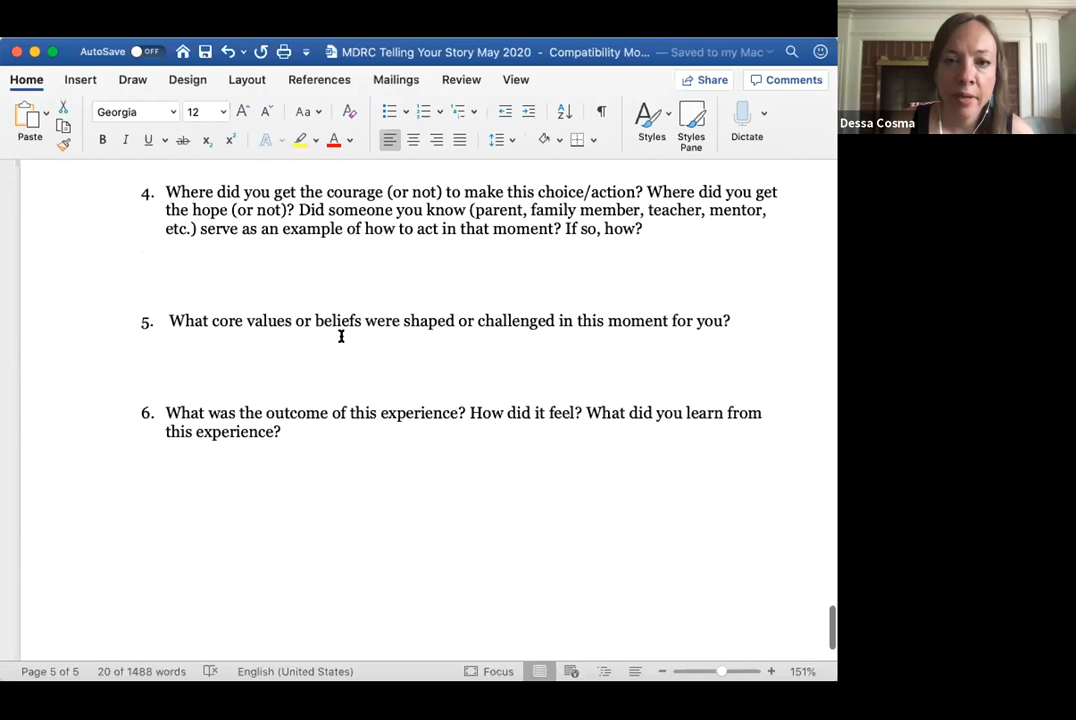 AutoSave OFF MDRC Telling Your Story May 2020 - Compatibility Mo... — Saved to my Mac
Home Insert Draw Design Layout References Mailings Review View Share Comments
Paste Georgia 12 Aa Styles Styles Pane Dictate
Dessa Cosma
4. Where did you get the courage (or not) to make this choice/action? Where did you get
the hope (or not)? Did someone you know (parent, family member, teacher, mentor,
etc.) serve as an example of how to act in that moment? If so, how?
5. What core values or beliefs were shaped or challenged in this moment for you?
6. What was the outcome of this experience? How did it feel? What did you learn from
this experience?
Page 5 of 5 20 of 1488 words English (United States) Focus 151%